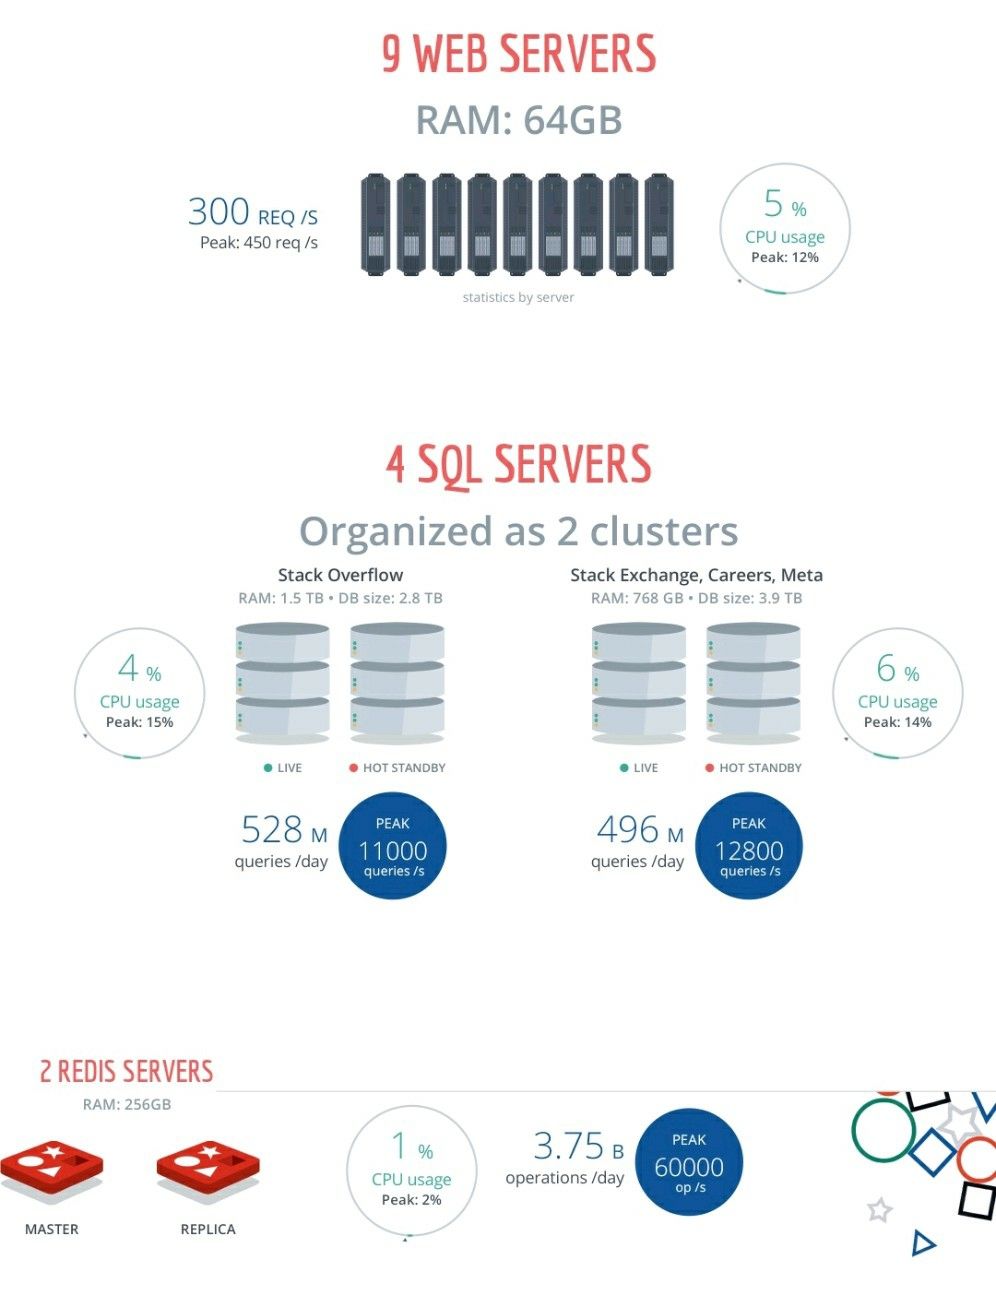 9 WEB SERVERS
RAM: 64GB
300 REQ /S
Peak: 450 req /s
5 %
CPU usage
Peak: 12%
statistics by server
4 SQL SERVERS
Organized as 2 clusters
Stack Overflow
RAM: 1.5 TB • DB size: 2.8 TB
4 %
CPU usage
Peak: 15%
LIVE
HOT STANDBY
528 M
queries /day
PEAK
11000
queries /s
Stack Exchange, Careers, Meta
RAM: 768 GB • DB size: 3.9 TB
6 %
CPU usage
Peak: 14%
LIVE
HOT STANDBY
496 M
queries /day
PEAK
12800
queries /s
2 REDIS SERVERS
RAM: 256GB
MASTER
REPLICA
1 %
CPU usage
Peak: 2%
3.75 B
operations /day
PEAK
60000
op /s